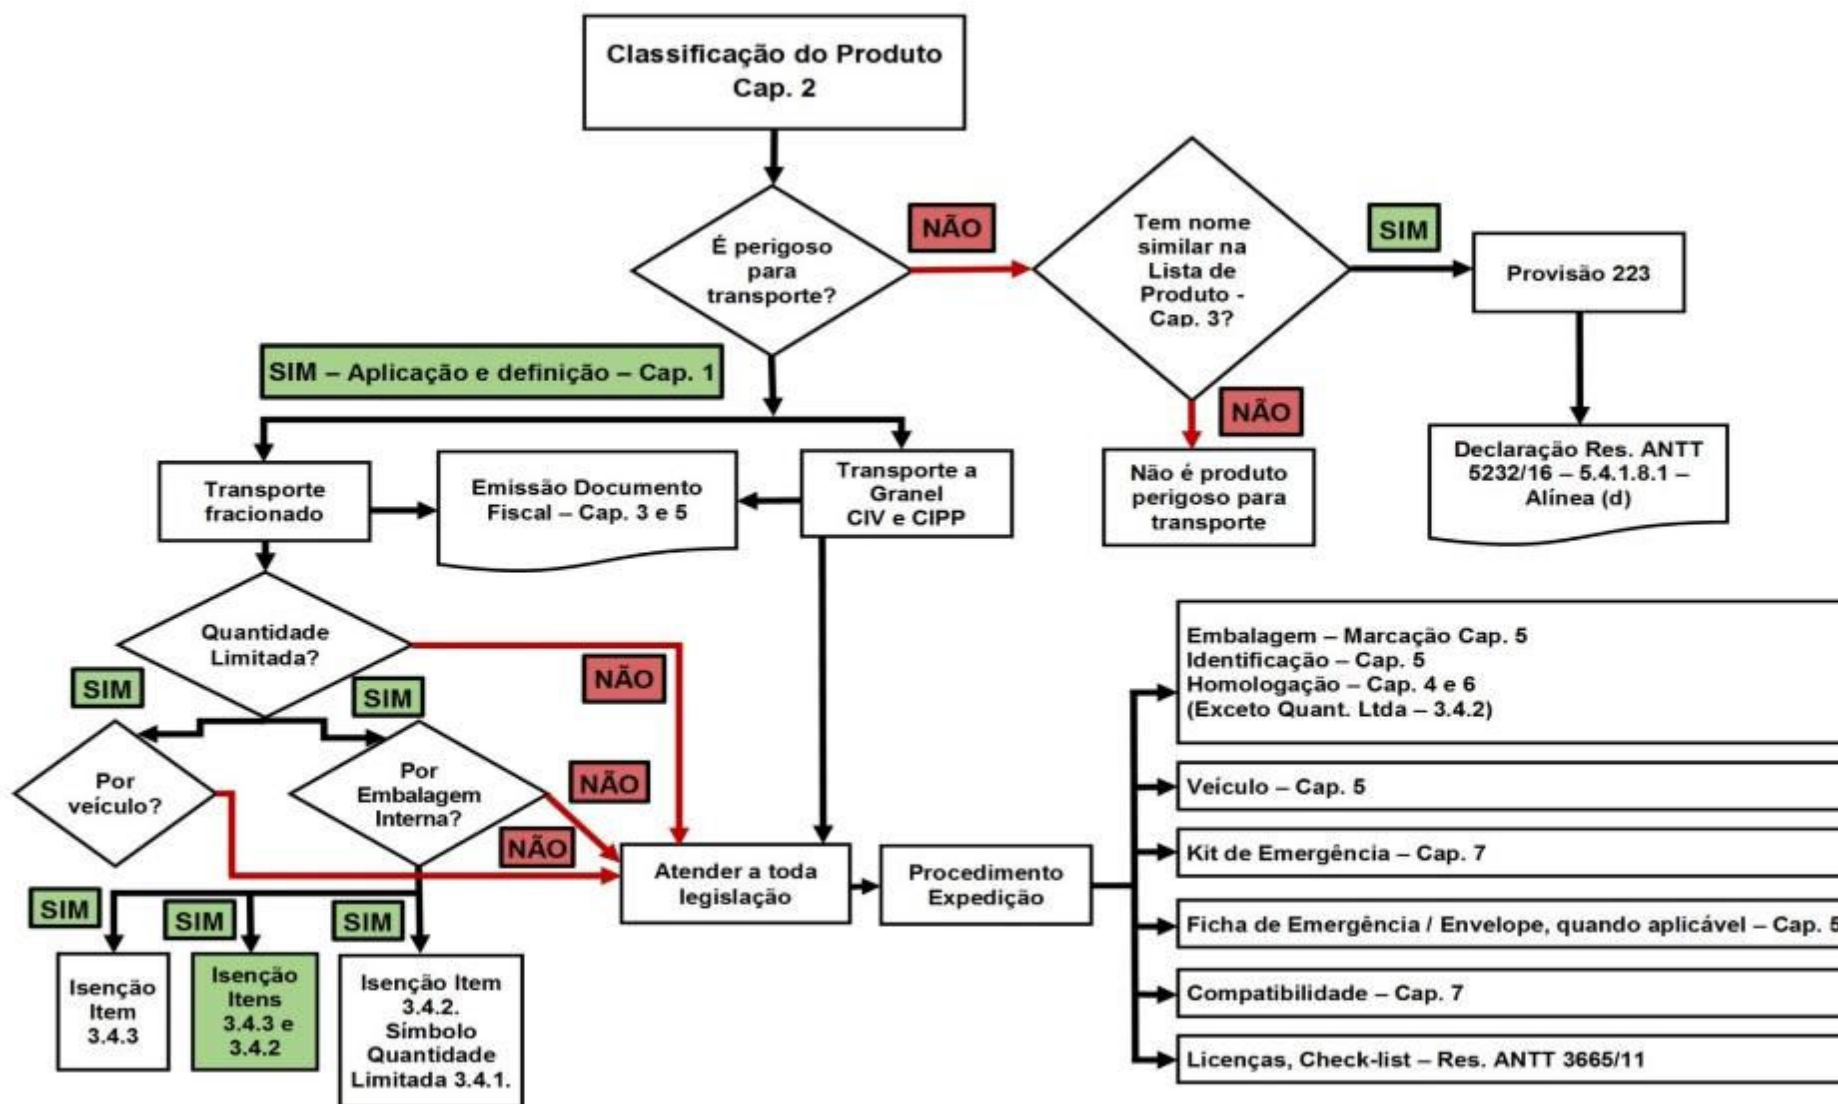 Classificação do Produto
Cap. 2
É perigoso
para
transporte?
NÃO
Tem nome
similar na
Lista de
Produto -
Cap. 3?
SIM
Provisão 223
SIM – Aplicação e definição – Cap. 1
NÃO
Transporte
fracionado
Emissão Documento
Fiscal – Cap. 3 e 5
Transporte a
Granel
CIV e CIPP
Não é produto
perigoso para
transporte
Declaração Res. ANTT
5232/16 – 5.4.1.8.1 –
Alínea (d)
Quantidade
Limitada?
SIM
SIM
NÃO
Por
veículo?
Por
Embalagem
Interna?
NÃO
NÃO
Atender a toda
legislação
Procedimento
Expedição
Embalagem – Marcação Cap. 5
Identificação – Cap. 5
Homologação – Cap. 4 e 6
(Exceto Quant. Ltda – 3.4.2)
Veículo – Cap. 5
Kit de Emergência – Cap. 7
Ficha de Emergência / Envelope, quando aplicável – Cap. 5
Compatibilidade – Cap. 7
Licenças, Check-list – Res. ANTT 3665/11
SIM
SIM
SIM
Isenção
Item
3.4.3
Isenção
Itens
3.4.3 e
3.4.2
Isenção Item
3.4.2.
Símbolo
Quantidade
Limitada 3.4.1.